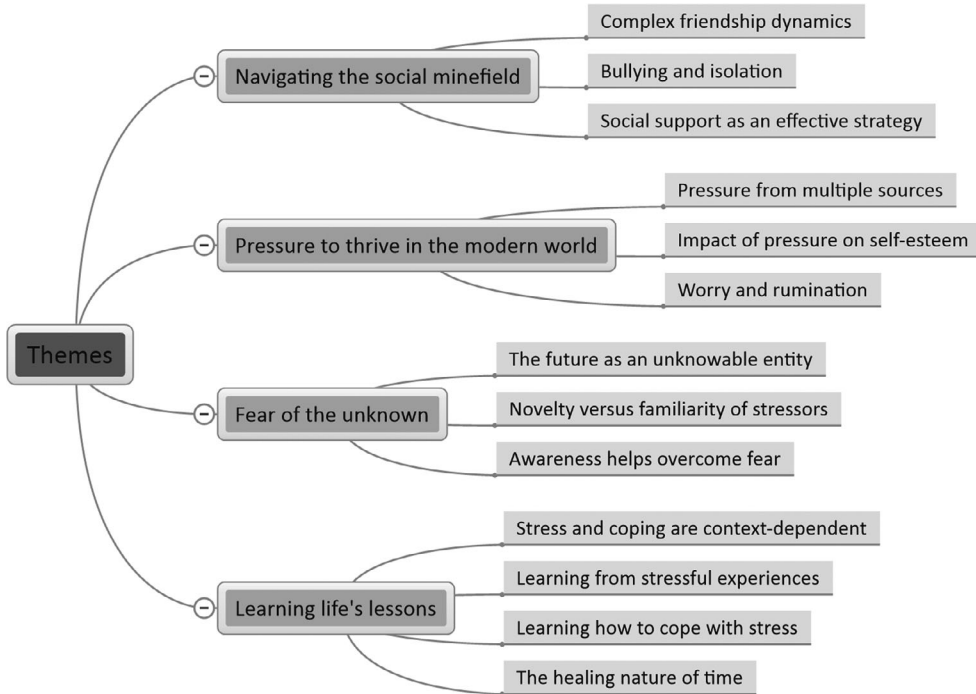 Themes
Navigating the social minefield
Complex friendship dynamics
Bullying and isolation
Social support as an effective strategy
Pressure to thrive in the modern world
Pressure from multiple sources
Impact of pressure on self-esteem
Worry and rumination
Fear of the unknown
The future as an unknowable entity
Novelty versus familiarity of stressors
Awareness helps overcome fear
Learning life's lessons
Stress and coping are context-dependent
Learning from stressful experiences
Learning how to cope with stress
The healing nature of time